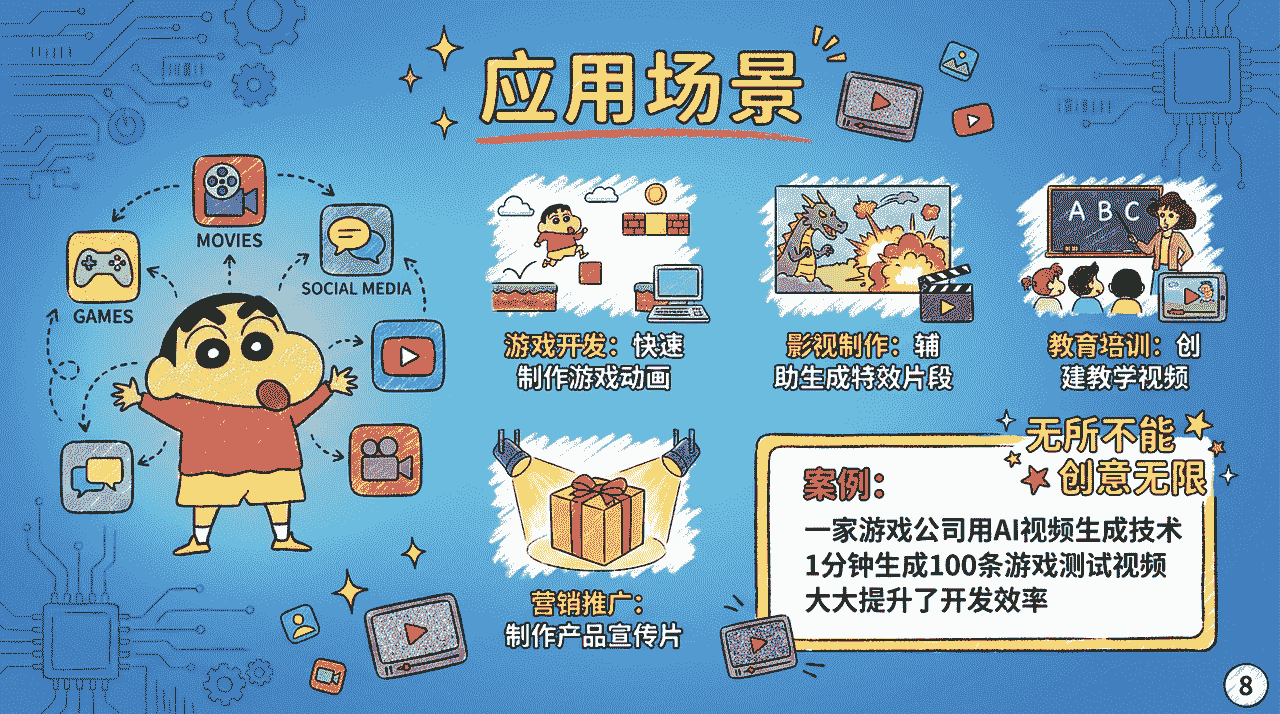 应用场景
MOVIES
SOCIAL MEDIA
GAMES
A B C
游戏开发：快速
制作游戏动画
影视制作：辅
助生成特效片段
教育培训：创
建教学视频
营销推广：
制作产品宣传片
无所不能
创意无限
案例：
一家游戏公司用AI视频生成技术
1分钟生成100条游戏测试视频
大大提升了开发效率
8